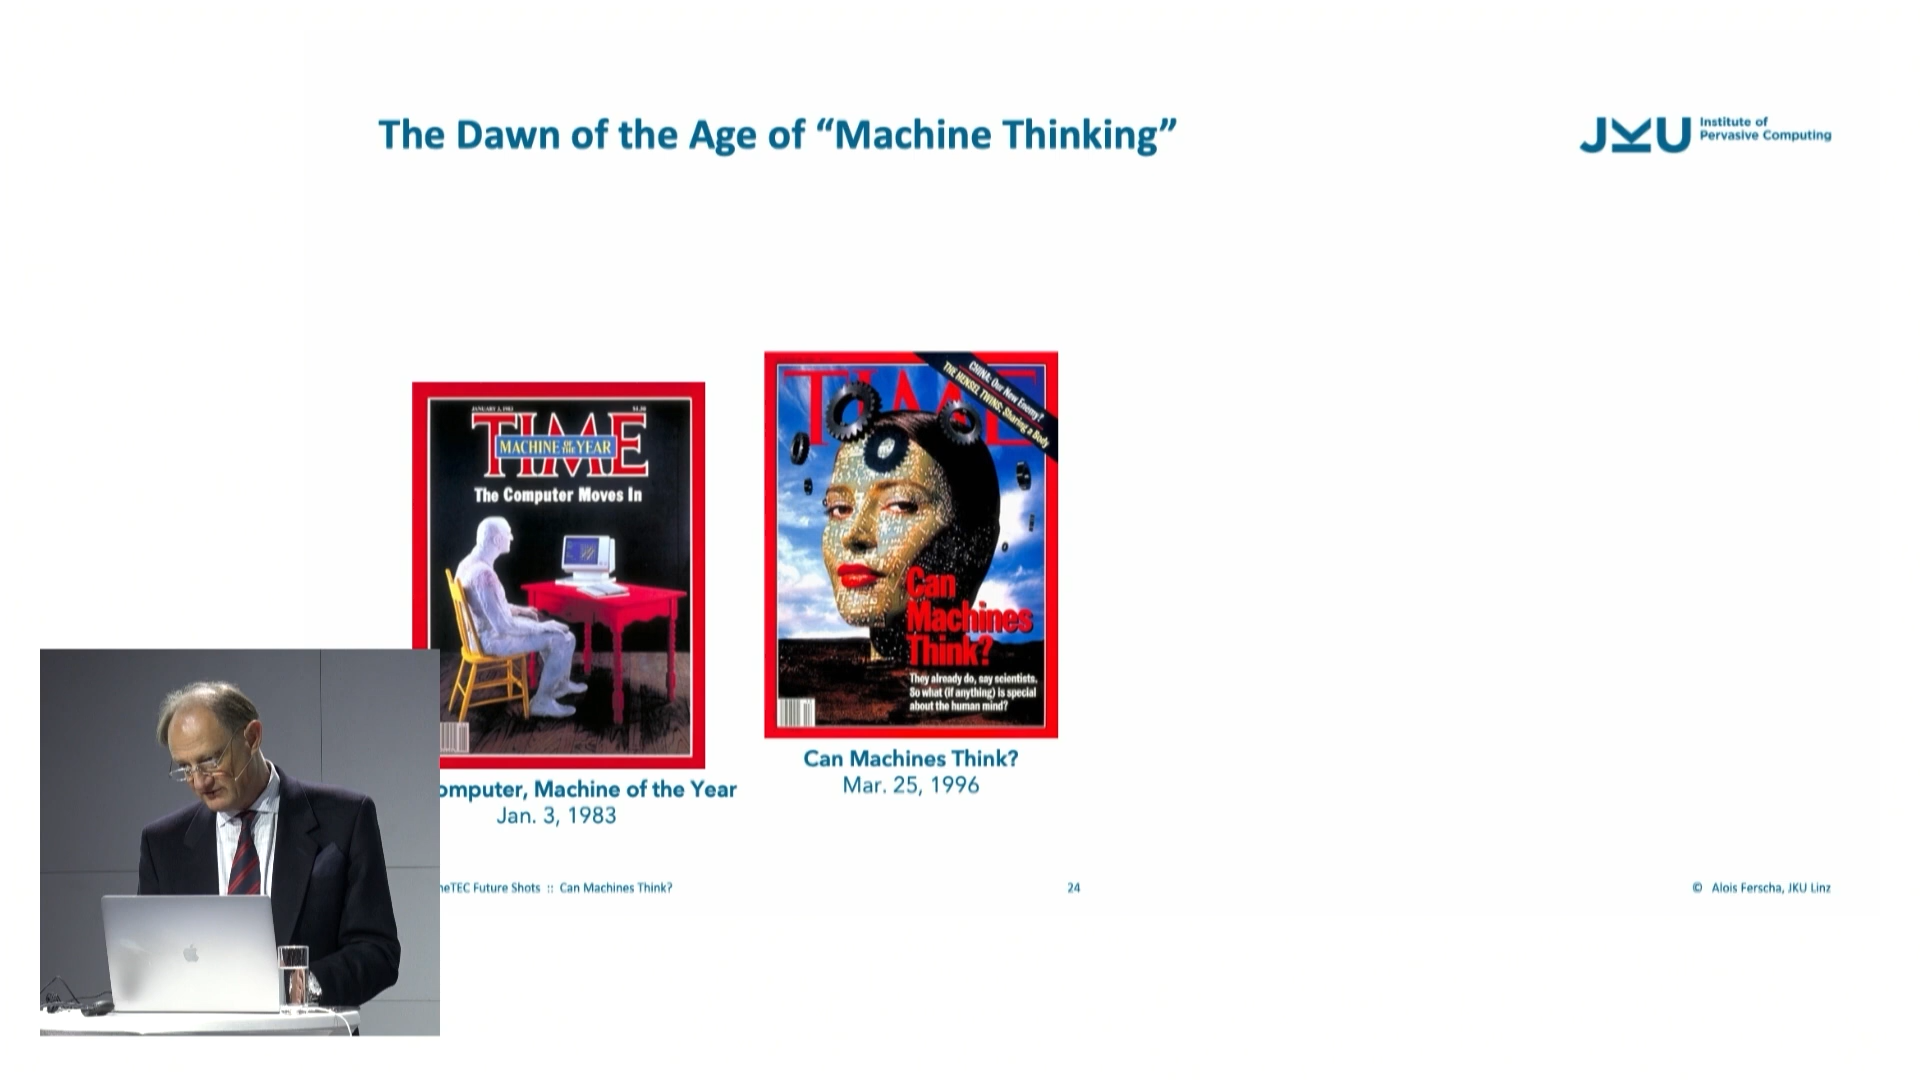 The Dawn of the Age of “Machine Thinking”
JKU Institute of
Pervasive Computing
JANUARY 3, 1983 $1.50
TIME
MACHINE OF THE YEAR
The Computer Moves In
omputer, Machine of the Year
Jan. 3, 1983
TIME
CHINA: Our New Enemy?
THE HENSEL TWINS: Sharing a Body
Can
Machines
Think?
They already do, say scientists.
So what (if anything) is special
about the human mind?
Can Machines Think?
Mar. 25, 1996
neTEC Future Shots :: Can Machines Think?
24
© Alois Ferscha, JKU Linz